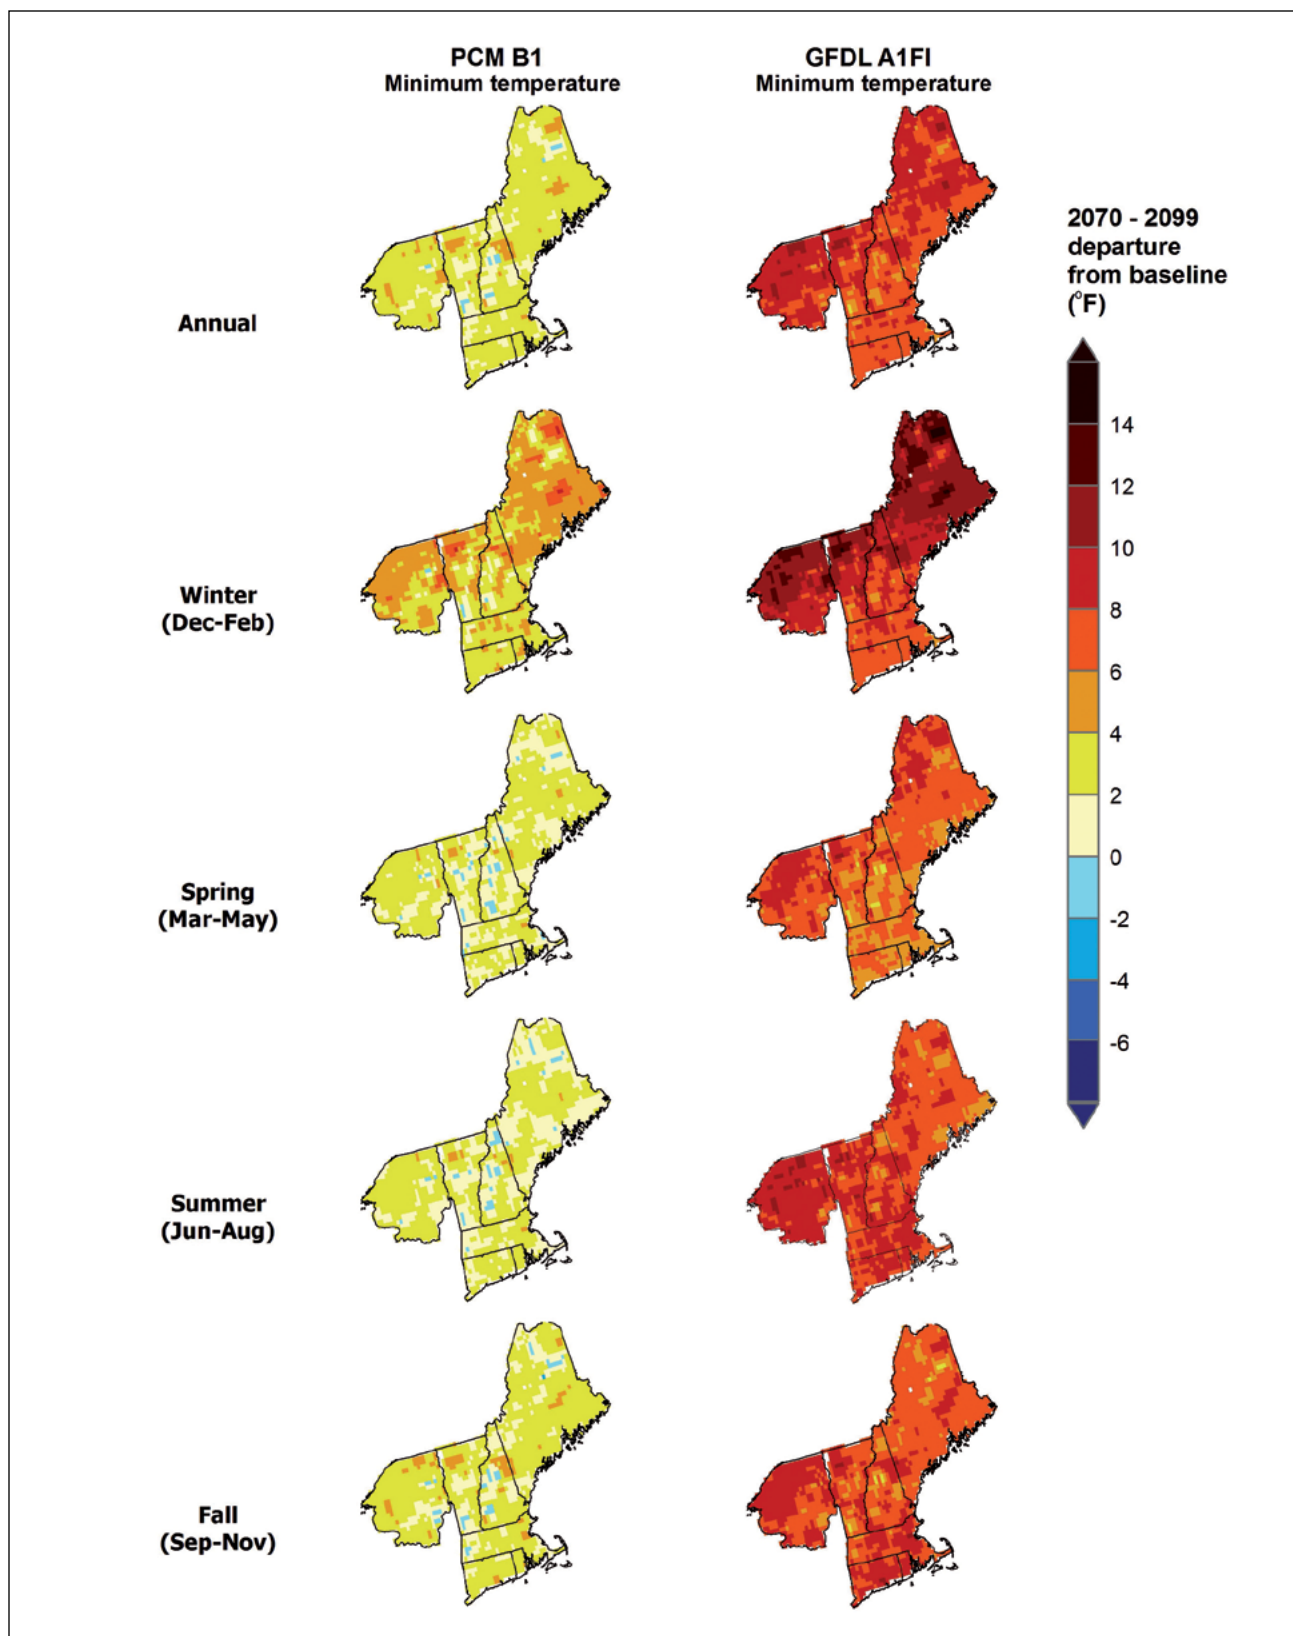 PCM B1
Minimum temperature
GFDL A1FI
Minimum temperature
2070 - 2099
departure
from baseline
(°F)
14
12
10
8
6
4
2
0
-2
-4
-6
Annual
Winter
(Dec-Feb)
Spring
(Mar-May)
Summer
(Jun-Aug)
Fall
(Sep-Nov)